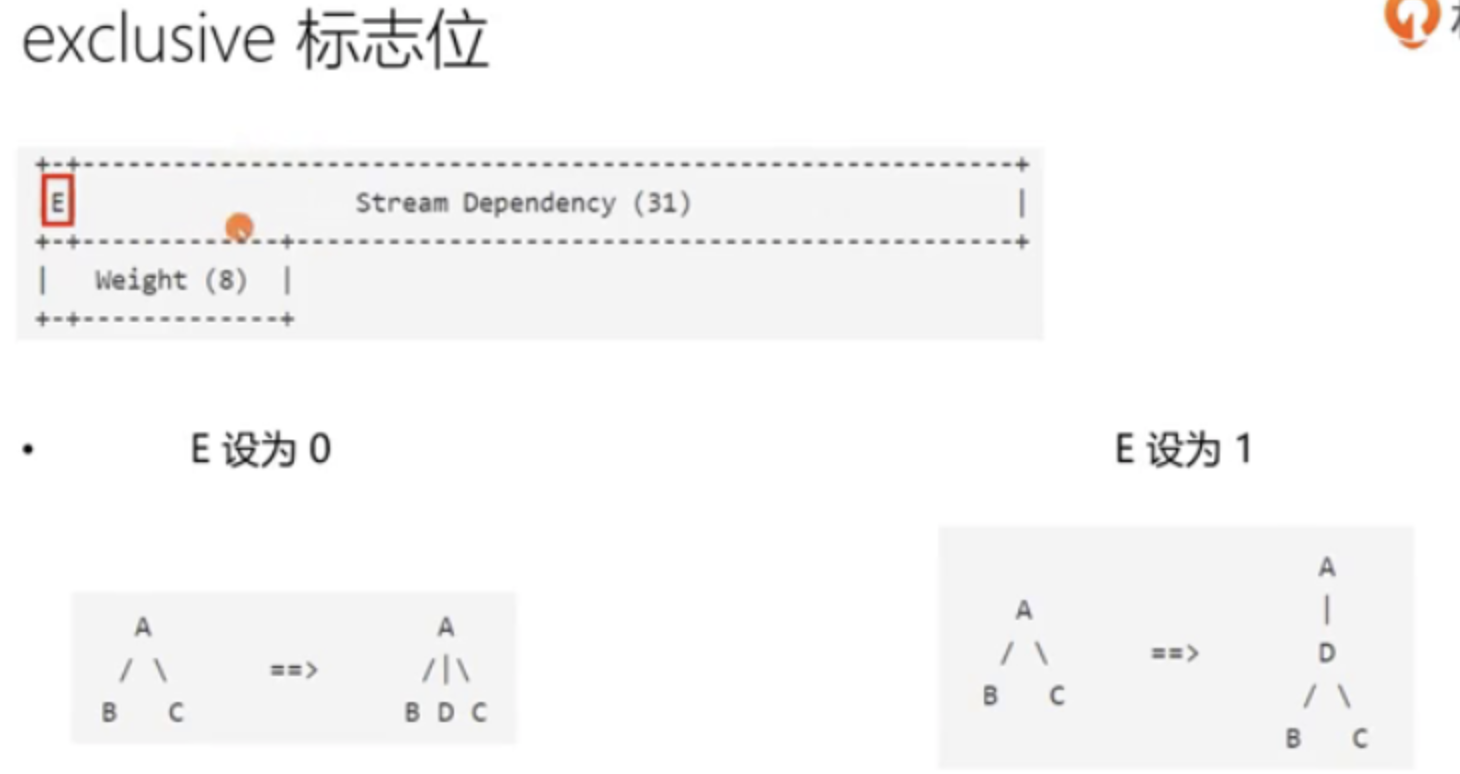 exclusive 标志位
+-+-------------------------------------------------------------+
|E|                  Stream Dependency (31)                     |
+-+-------------+-----------------------------------------------+
|   Weight (8)  |
+-+-------------+
• E 设为 0 E 设为 1
A
A A A |
/ \ ==> /|\ / \ ==> D
B C B D C B C / \
B C